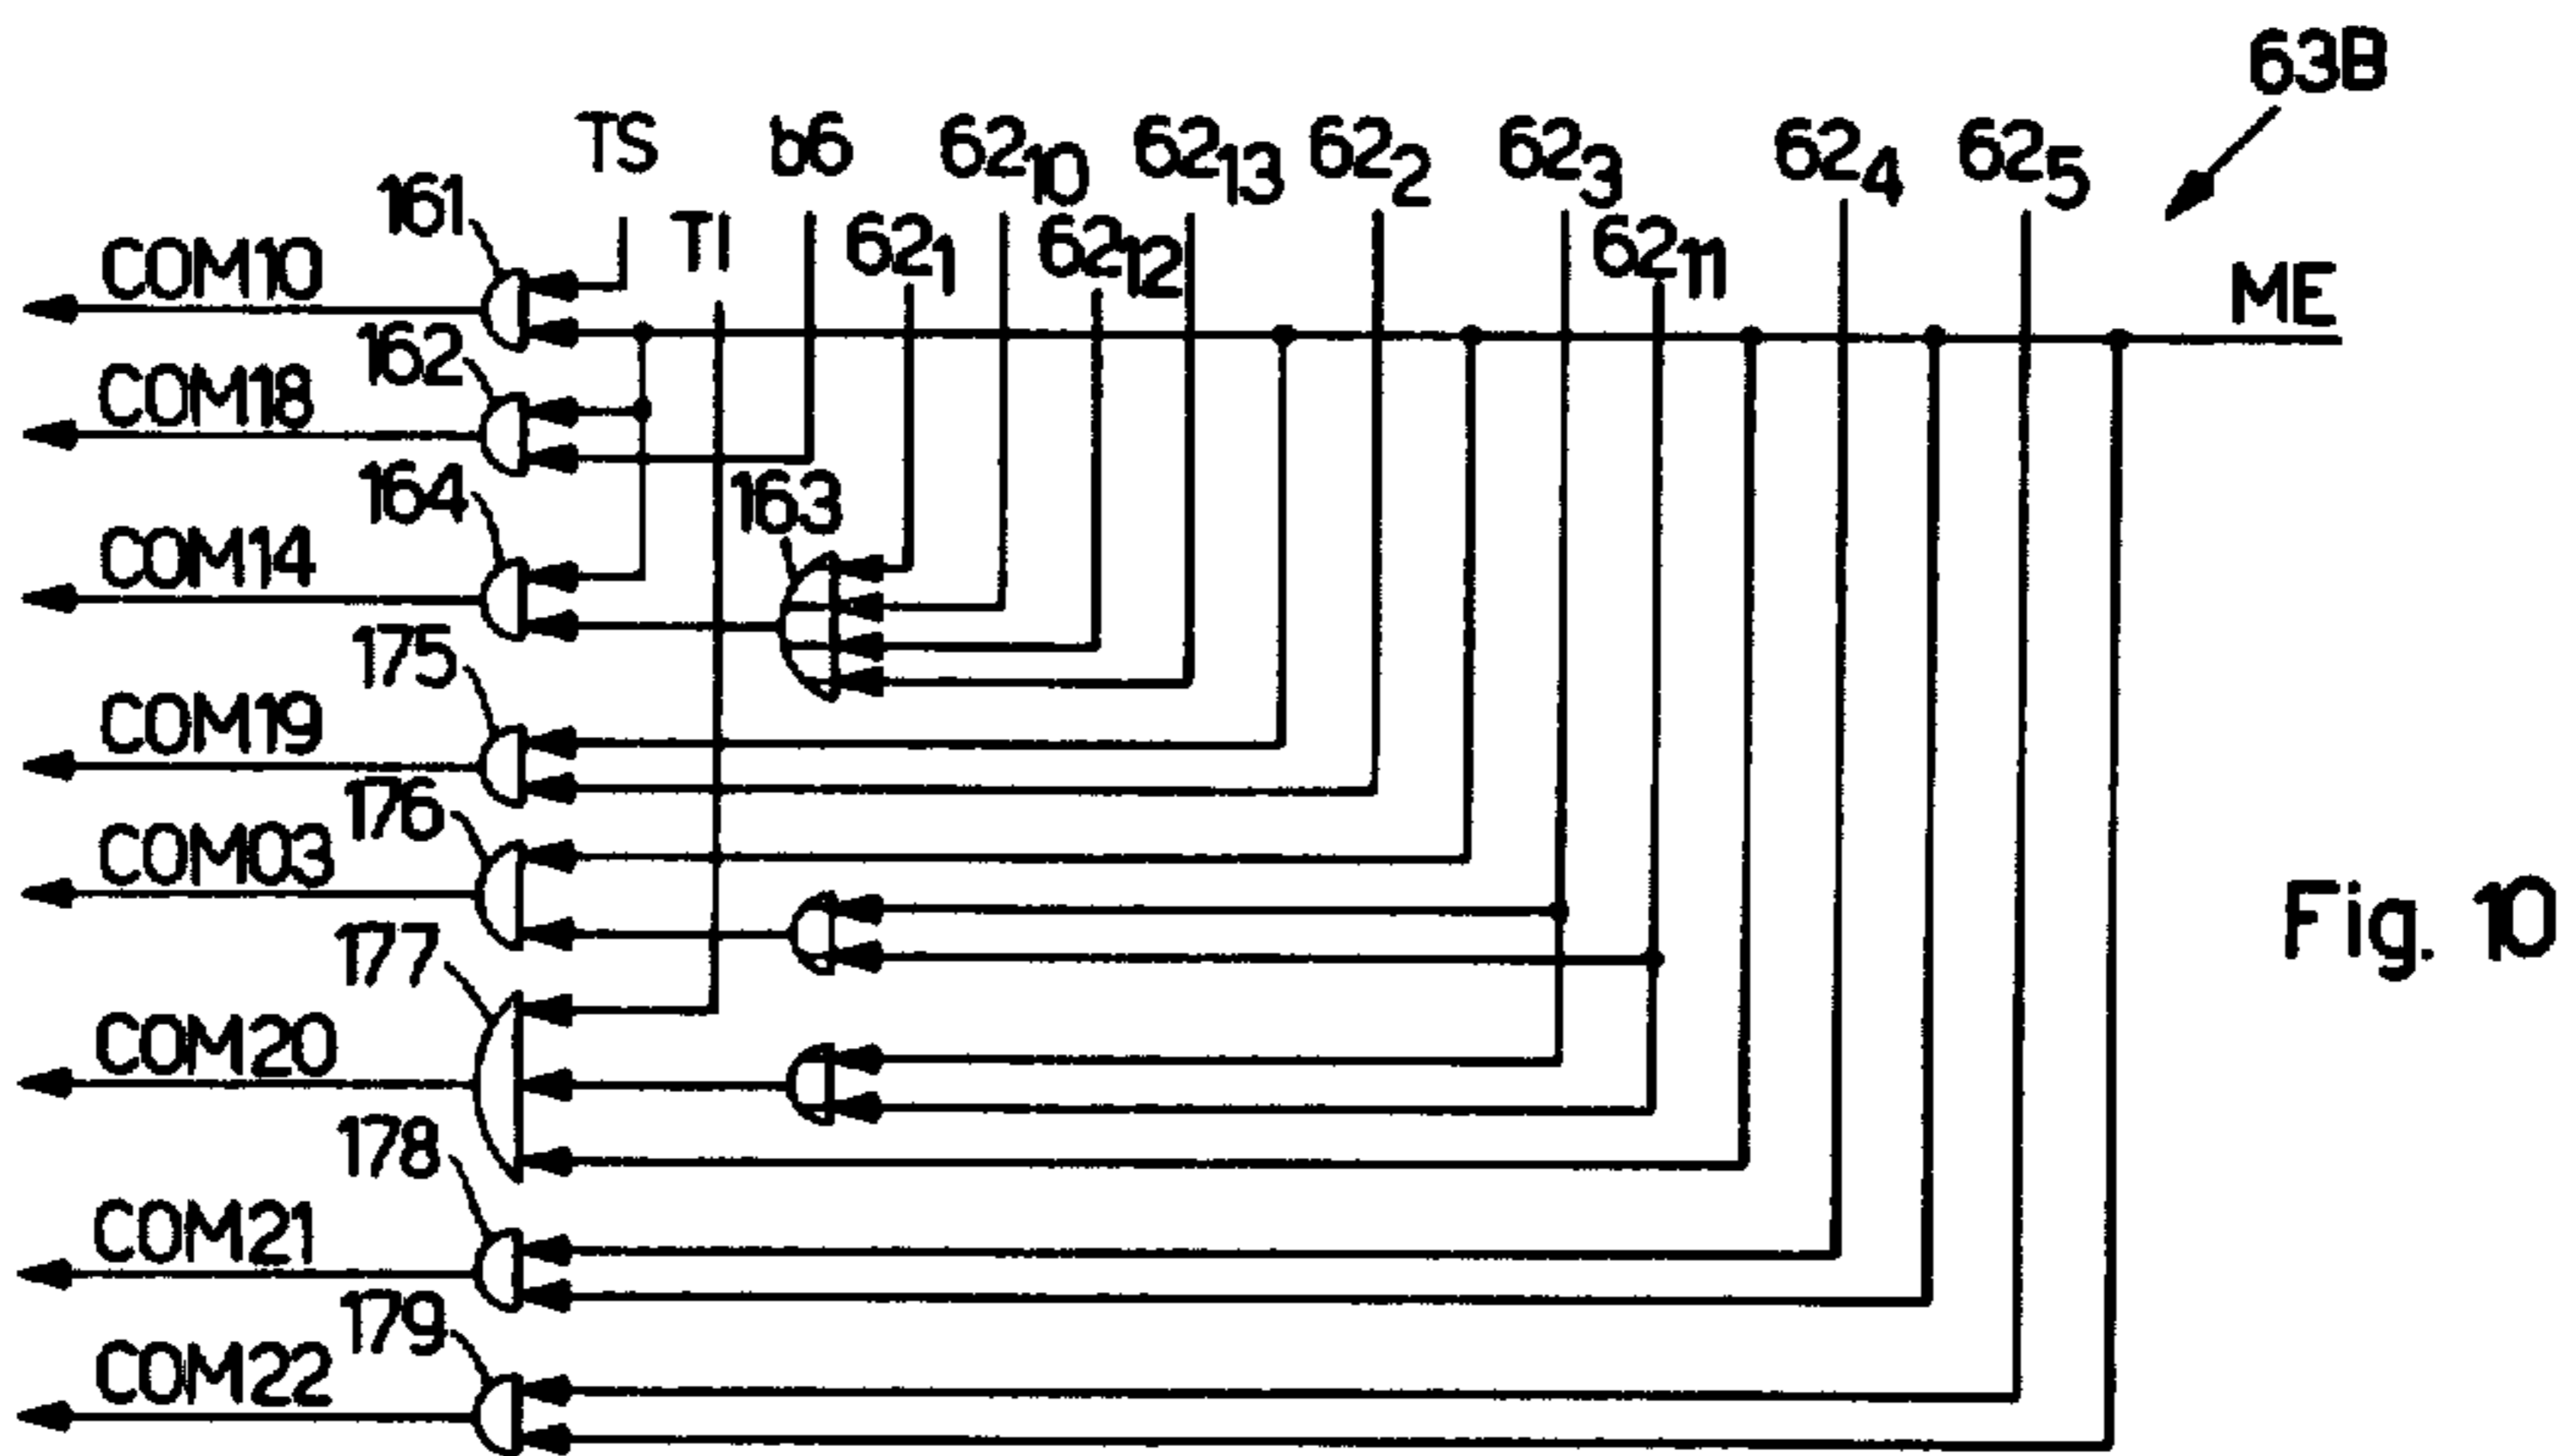 63B
TS b6 62₁₀ 62₁₃ 62₂ 62₃ 62₄ 62₅
161 TI 62₁ 62₁₂ 62₁₁
COM10 ME
162
COM18
164 163
COM14
175
COM19
176
COM03
Fig. 10
177
COM20
178
COM21
179
COM22